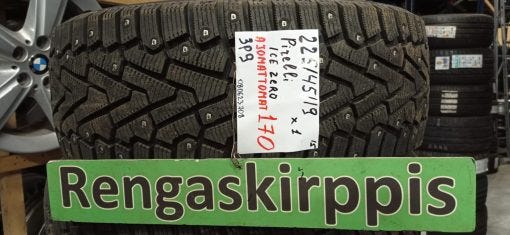 225/45/19
Pirelli x1
ICE ZERO
AJOMATTOMAT 170
3P9
Rengaskirppis